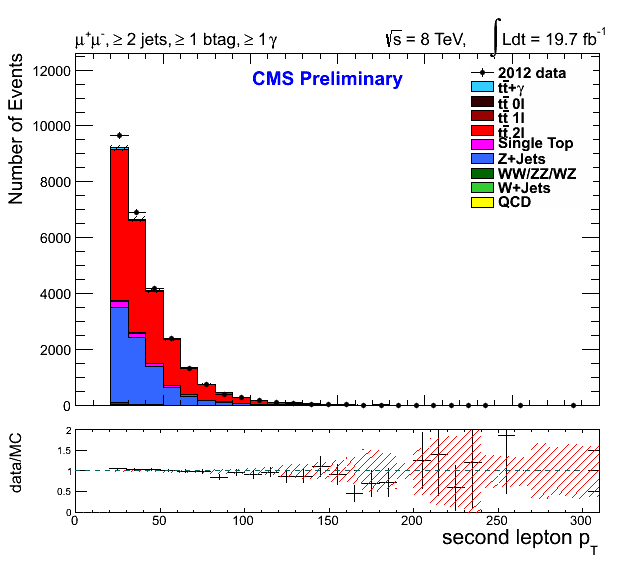 μ⁺μ⁻, ≥ 2 jets, ≥ 1 btag, ≥ 1 γ √s = 8 TeV, ∫ Ldt = 19.7 fb⁻¹
CMS Preliminary
2012 data
tt̄+γ
tt̄ 0l
tt̄ 1l
tt̄ 2l
Single Top
Z+Jets
WW/ZZ/WZ
W+Jets
QCD
Number of Events
12000
10000
8000
6000
4000
2000
0
data/MC
2
1.5
1
0.5
0
0 50 100 150 200 250 300
second lepton p_T